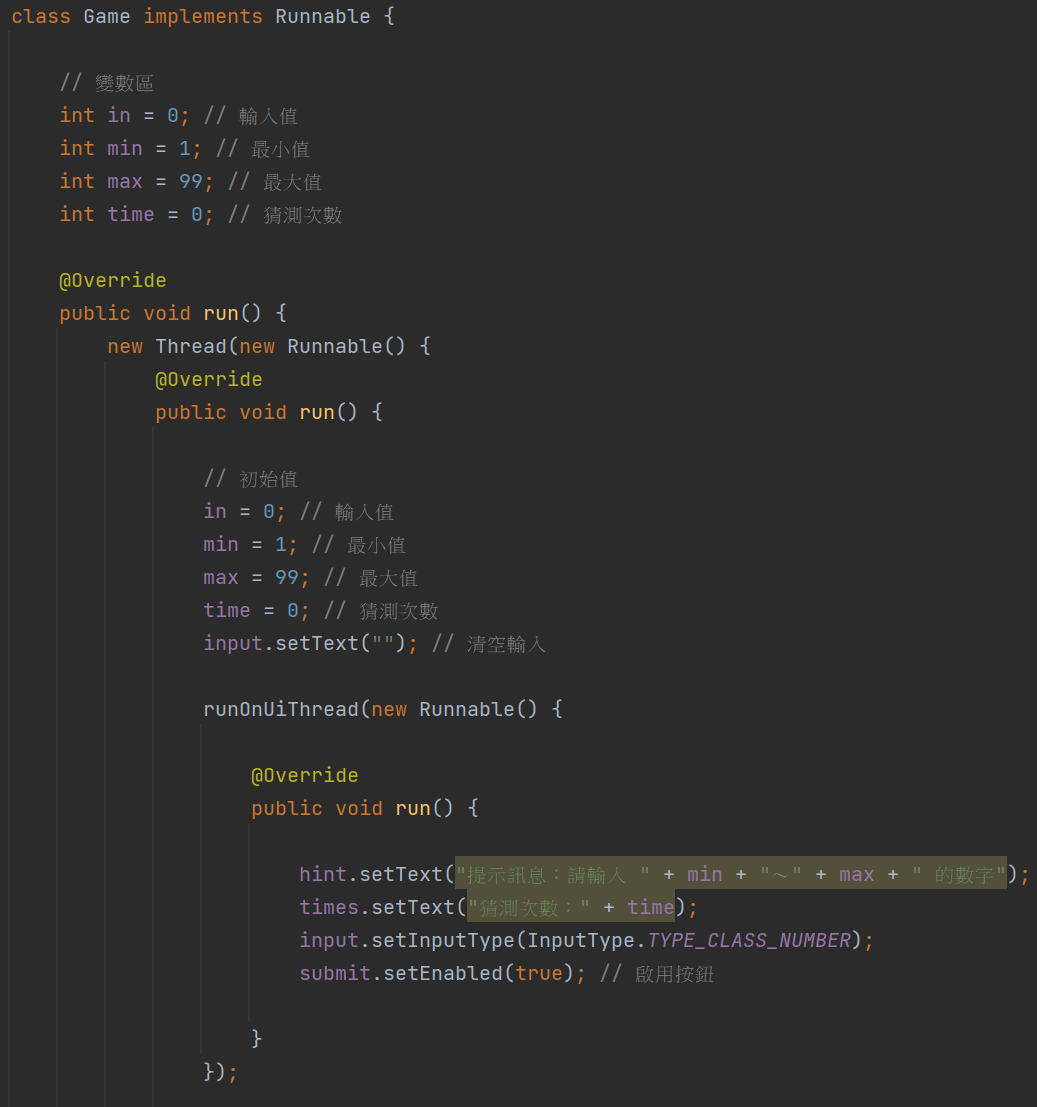 class Game implements Runnable {
// 變數區
int in = 0; // 輸入值
int min = 1; // 最小值
int max = 99; // 最大值
int time = 0; // 猜測次數
@Override
public void run() {
new Thread(new Runnable() {
@Override
public void run() {
// 初始值
in = 0; // 輸入值
min = 1; // 最小值
max = 99; // 最大值
time = 0; // 猜測次數
input.setText(""); // 清空輸入
runOnUiThread(new Runnable() {
@Override
public void run() {
hint.setText("提示訊息：請輸入 " + min + "～" + max + " 的數字");
times.setText("猜測次數：" + time);
input.setInputType(InputType.TYPE_CLASS_NUMBER);
submit.setEnabled(true); // 啟用按鈕
}
});